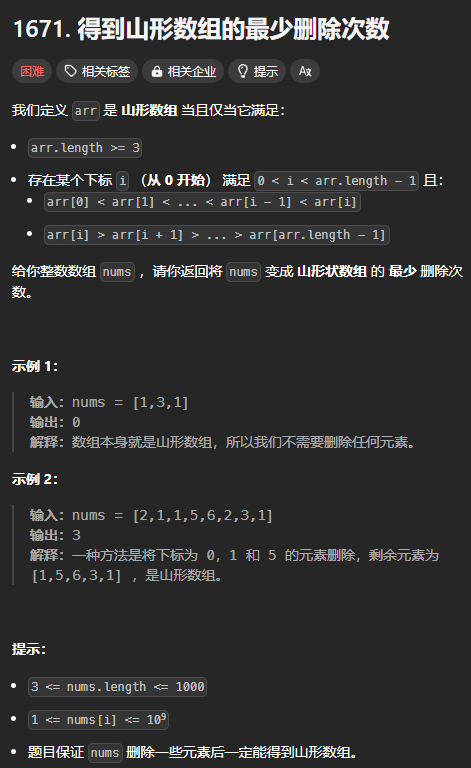 1671. 得到山形数组的最少删除次数
困难 相关标签 相关企业 提示
我们定义 arr 是 山形数组 当且仅当它满足：
arr.length >= 3
存在某个下标 i （从 0 开始） 满足 0 < i < arr.length - 1 且：
arr[0] < arr[1] < ... < arr[i - 1] < arr[i]
arr[i] > arr[i + 1] > ... > arr[arr.length - 1]
给你整数数组 nums ，请你返回将 nums 变成 山形状数组 的 最少 删除次
数。
示例 1：
输入：nums = [1,3,1]
输出：0
解释：数组本身就是山形数组，所以我们不需要删除任何元素。
示例 2：
输入：nums = [2,1,1,5,6,2,3,1]
输出：3
解释：一种方法是将下标为 0，1 和 5 的元素删除，剩余元素为
[1,5,6,3,1] ，是山形数组。
提示：
3 <= nums.length <= 1000
1 <= nums[i] <= 10⁹
题目保证 nums 删除一些元素后一定能得到山形数组。